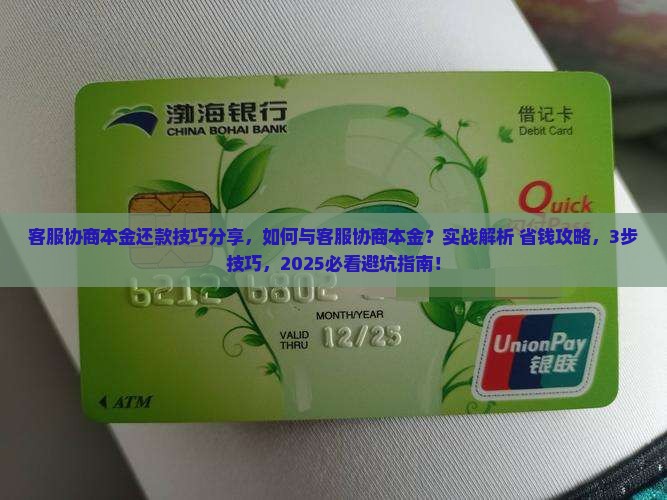 渤海银行
CHINA BOHAI BANK
借记卡
Debit Card
Quick
客服协商本金还款技巧分享，如何与客服协商本金？实战解析 省钱攻略，3步
技巧，2025必看避坑指南！
6212 6802
MONTH/YEAR
VALID
THRU
12/25
UnionPay
银联
ATM